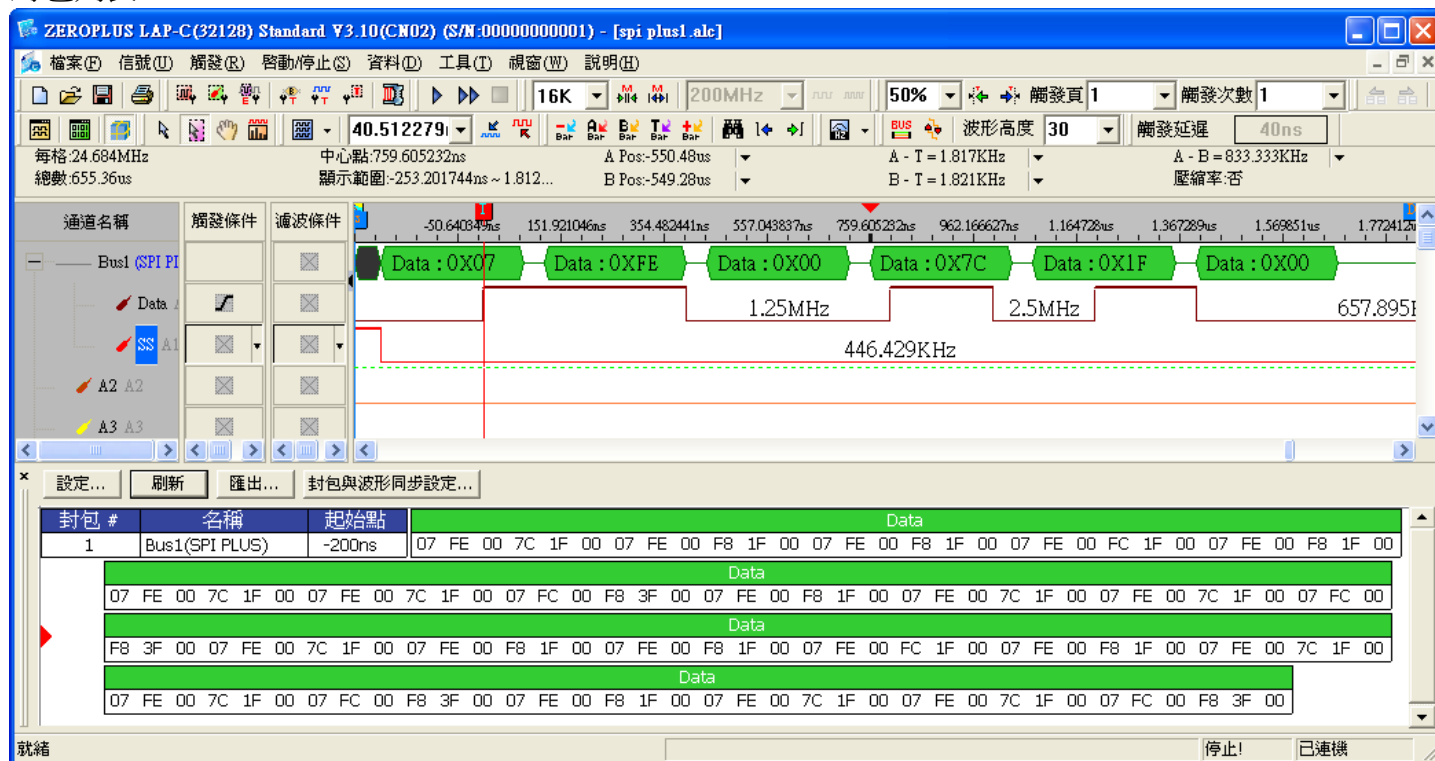 ZEROPLUS LAP-C(32128) Standard V3.10(CN02) (S/N:00000000001) - [spi plus1.alc]
檔案(F) 信號(U) 觸發(R) 啓動/停止(S) 資料(D) 工具(T) 視窗(W) 説明(H)
16K 200MHz 50% 觸發頁 1 觸發次數 1
40.512279 Bar Bar Bar Bar Bar BUS 波形高度 30 觸發延遲 40ns
每格:24.684MHz 中心點:759.605232ns A Pos:-550.48us A - T = 1.817KHz A - B = 833.333KHz
總數:655.36us 顯示範圍:-253.201744ns ~ 1.812... B Pos:-549.28us B - T = 1.821KHz 壓縮率:否
通道名稱 觸發條件 濾波條件 -50.640349ns 151.921046ns 354.482441ns 557.043837ns 759.605232ns 962.166627ns 1.164728us 1.367289us 1.569851us 1.772412
Bus1 (SPI PI Data : 0X07 Data : 0XFE Data : 0X00 Data : 0X7C Data : 0X1F Data : 0X00
Data 1.25MHz 2.5MHz 657.895
SS A1 446.429KHz
A2 A2
A3 A3
設定... 刷新 匯出... 封包與波形同步設定...
封包 # 名稱 起始點 Data
1 Bus1(SPI PLUS) -200ns 07 FE 00 7C 1F 00 07 FE 00 F8 1F 00 07 FE 00 F8 1F 00 07 FE 00 FC 1F 00 07 FE 00 F8 1F 00
Data
07 FE 00 7C 1F 00 07 FE 00 7C 1F 00 07 FC 00 F8 3F 00 07 FE 00 F8 1F 00 07 FE 00 7C 1F 00 07 FE 00 7C 1F 00 07 FC 00
Data
F8 3F 00 07 FE 00 7C 1F 00 07 FE 00 F8 1F 00 07 FE 00 F8 1F 00 07 FE 00 FC 1F 00 07 FE 00 F8 1F 00 07 FE 00 7C 1F 00
Data
07 FE 00 7C 1F 00 07 FC 00 F8 3F 00 07 FE 00 F8 1F 00 07 FE 00 7C 1F 00 07 FE 00 7C 1F 00 07 FC 00 F8 3F 00
就緒 停止! 已連機